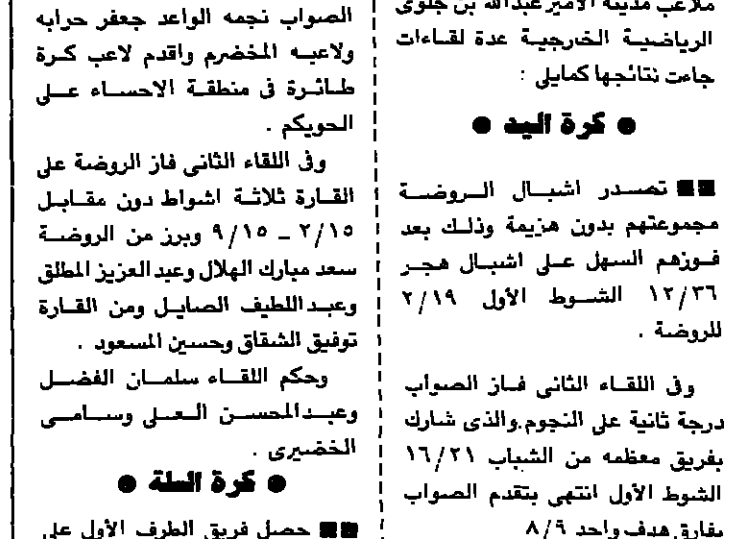 ملاعب مدينة الأمير عبدالله بن جلوى
الرياضية الخارجية عدة لقاءات
جاءت نتائجها كمايلي :
● كرة اليد ●
■■ تصدر اشبال الروضة
مجموعتهم بدون هزيمة وذلك بعد
فوزهم السهل على اشبال هجر
١٢/٣٦ الشوط الأول ٢/١٩
للروضة .
وفى اللقاء الثانى فاز الصواب
درجة ثانية على النجوم والذى شارك
بفريق معظمه من الشباب ١٦/٢١
الشوط الأول انتهى بتقدم الصواب
بفارق هدف واحد ٨/٩
الصواب نجمه الواعد جعفر حرابه
ولاعبه المخضرم واقدم لاعب كرة
طائرة فى منطقة الاحساء على
الحويكم .
وفى اللقاء الثانى فاز الروضة على
القارة ثلاثة اشواط دون مقابل
٢/١٥ - ٩/١٥ وبرز من الروضة
سعد مبارك الهلال وعبد العزيز المطلق
وعبد اللطيف الصايل ومن القارة
توفيق الشقاق وحسين المسعود .
وحكم اللقاء سلمان الفضل
وعبدالمحسن العلى وسامى
الخضيرى .
● كرة السلة ●
■■ حصل فريق الطرف الأول على